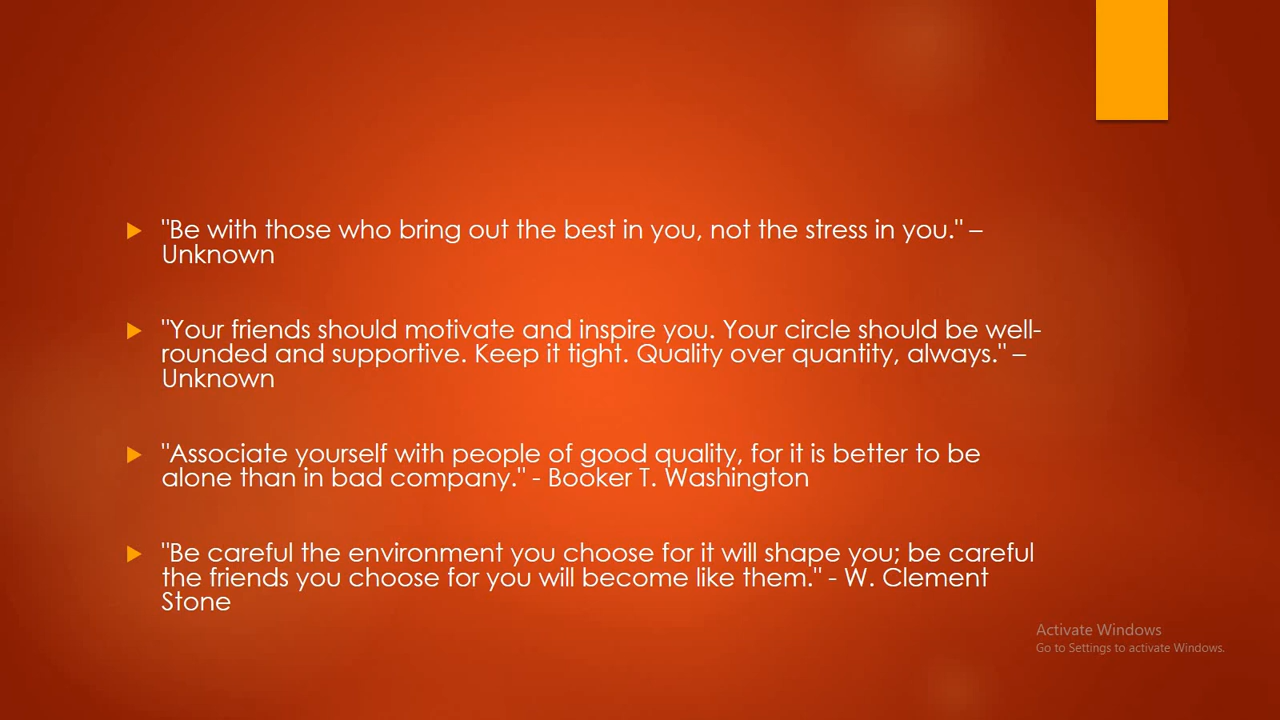 "Be with those who bring out the best in you, not the stress in you." –
Unknown
"Your friends should motivate and inspire you. Your circle should be well-
rounded and supportive. Keep it tight. Quality over quantity, always." –
Unknown
"Associate yourself with people of good quality, for it is better to be
alone than in bad company." - Booker T. Washington
"Be careful the environment you choose for it will shape you; be careful
the friends you choose for you will become like them." - W. Clement
Stone
Activate Windows
Go to Settings to activate Windows.